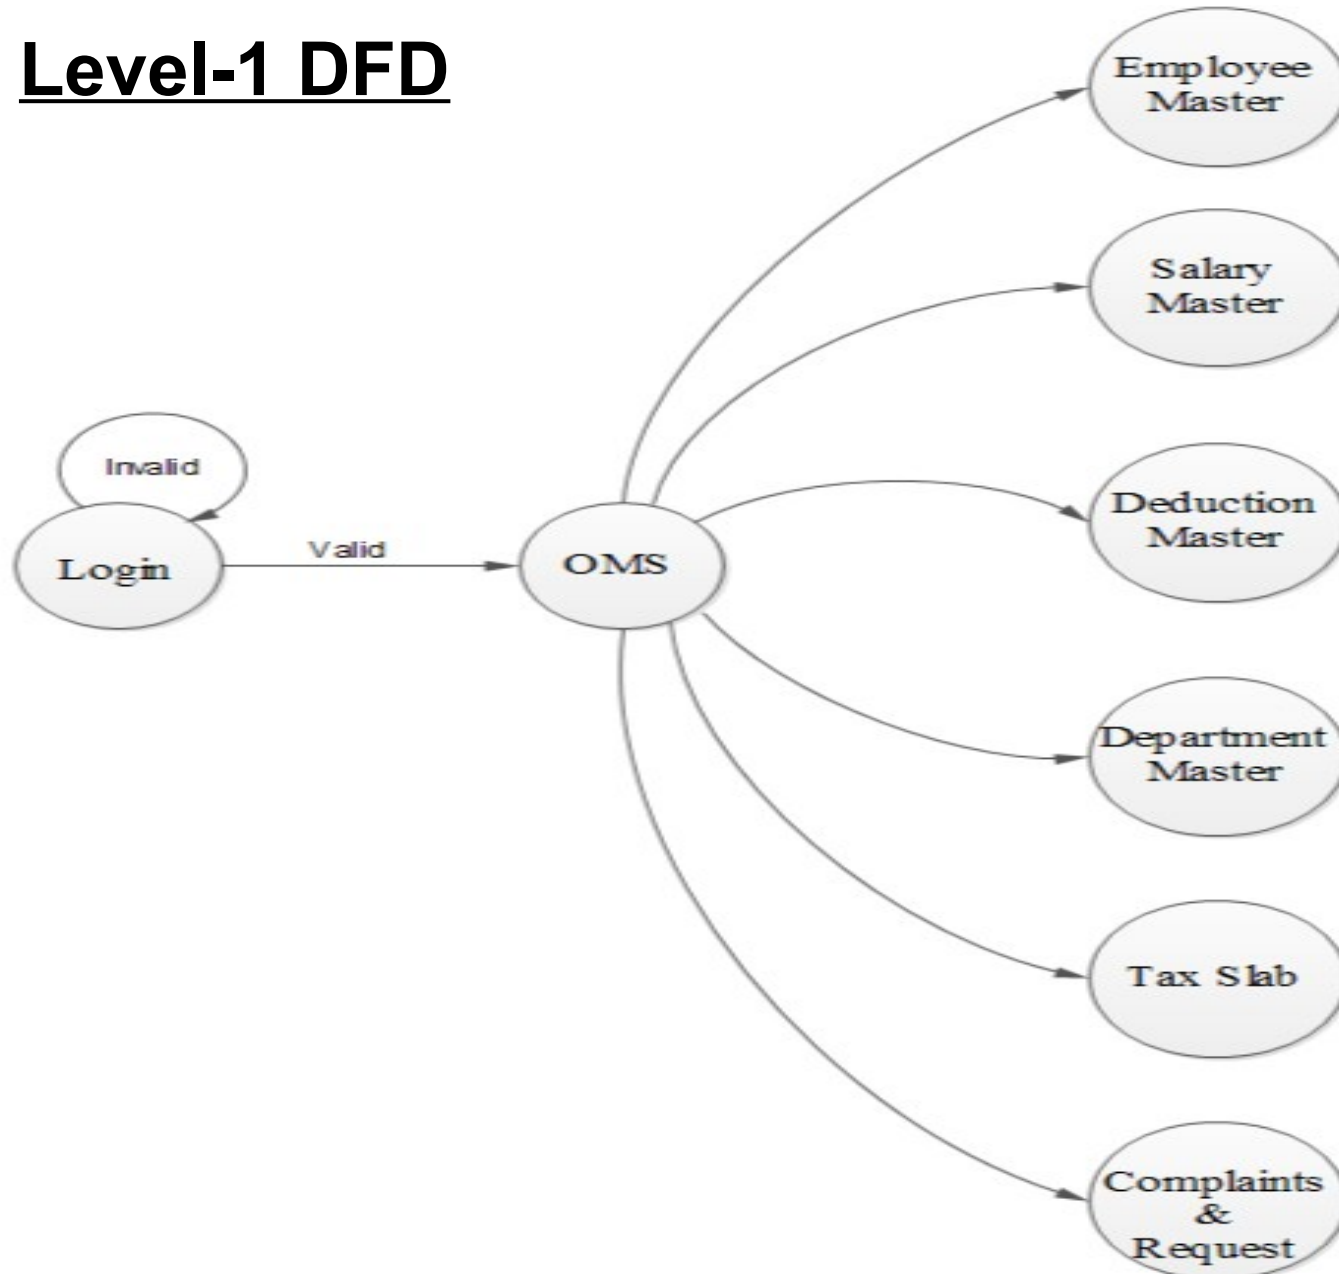 Level-1 DFD
Employee
Master
Salary
Master
Invalid
Login
Valid
OMS
Deduction
Master
Department
Master
Tax Slab
Complaints
&
Request